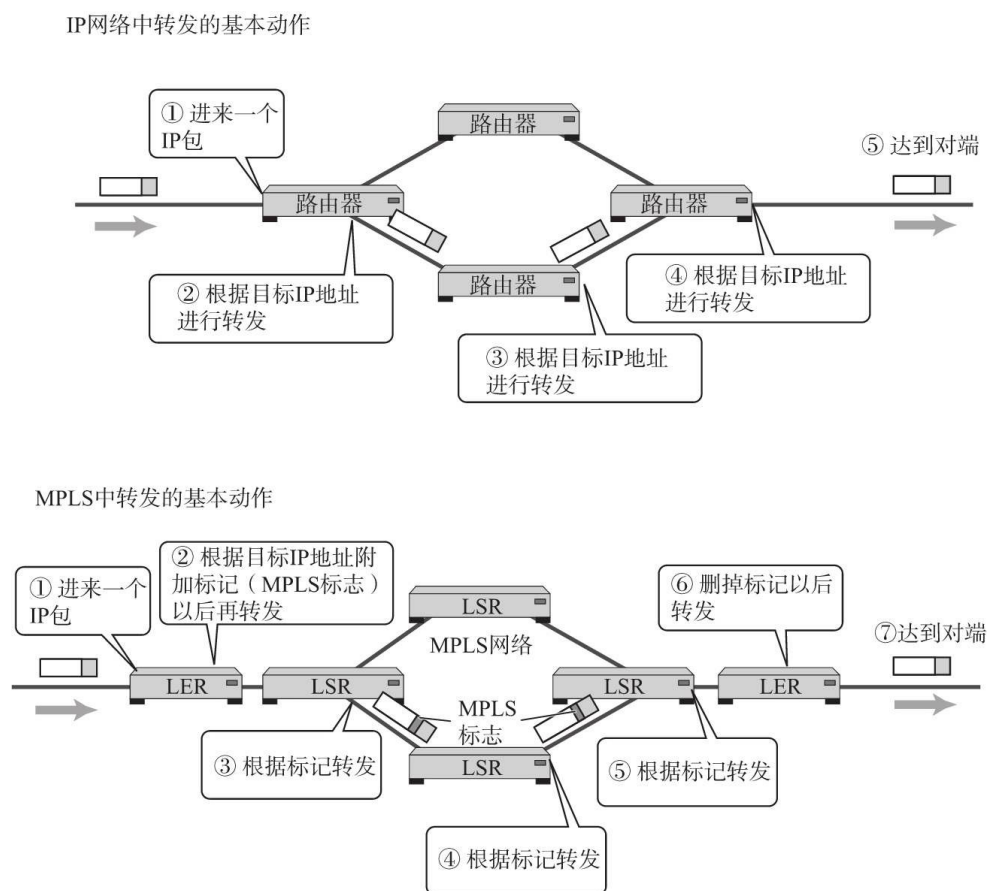 IP网络中转发的基本动作
① 进来一个
IP包
路由器
⑤ 达到对端
路由器
路由器
路由器
② 根据目标IP地址
进行转发
④ 根据目标IP地址
进行转发
③ 根据目标IP地址
进行转发
MPLS中转发的基本动作
① 进来一个
IP包
② 根据目标IP地址附
加标记（MPLS标志）
以后再转发
LSR
MPLS网络
⑥ 删掉标记以后
转发
⑦达到对端
LER
LSR
LSR
LER
MPLS
标志
③ 根据标记转发
LSR
⑤ 根据标记转发
④ 根据标记转发